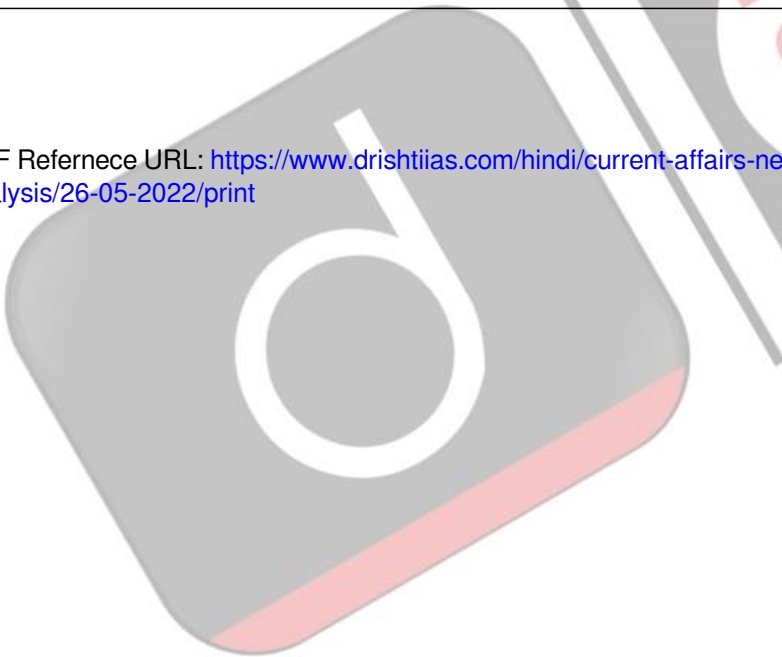 F Refernece URL: https://www.drishtiias.com/hindi/current-affairs-ne
lysis/26-05-2022/print
d